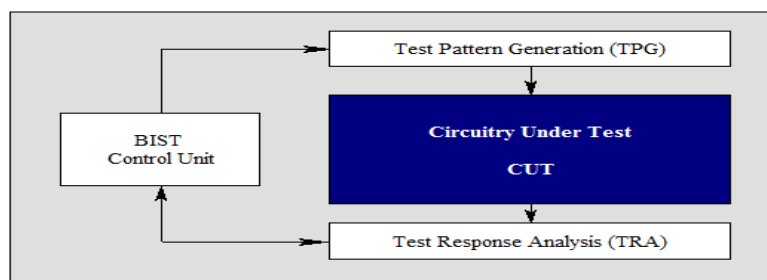 Test Pattern Generation (TPG)
BIST
Control Unit
Circuitry Under Test
CUT
Test Response Analysis (TRA)